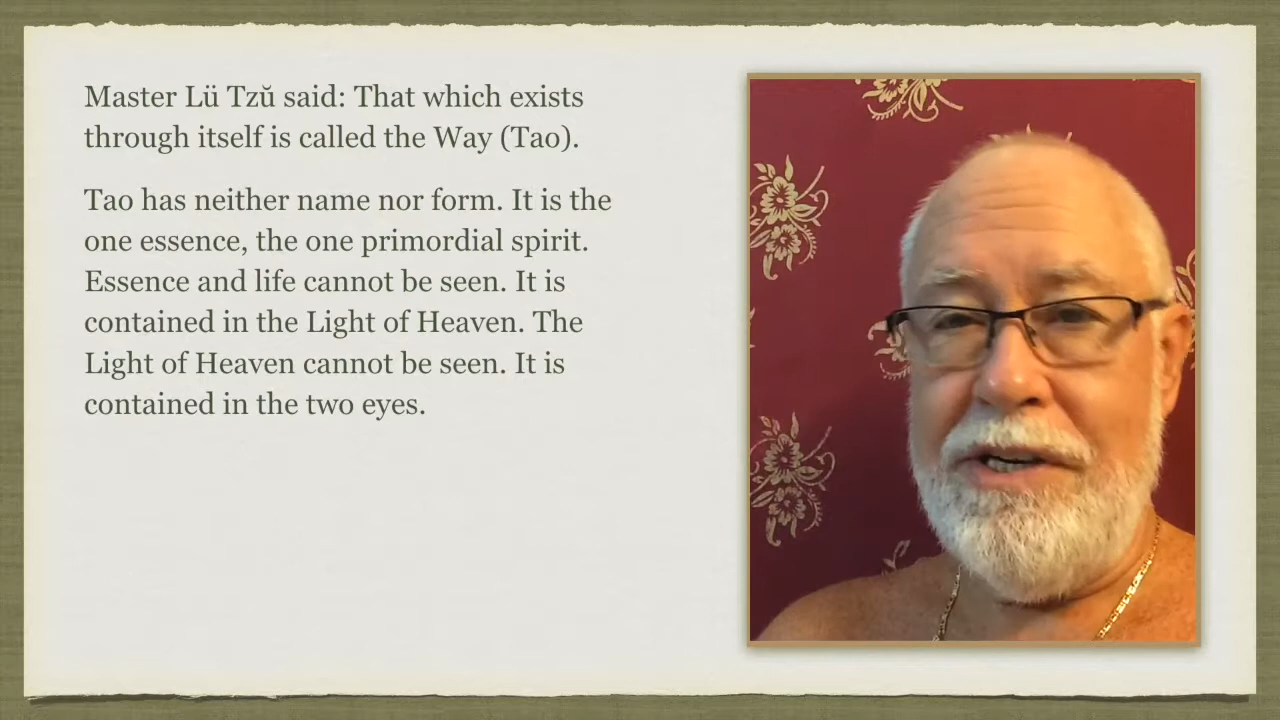 Master Lü Tzŭ said: That which exists
through itself is called the Way (Tao).
Tao has neither name nor form. It is the
one essence, the one primordial spirit.
Essence and life cannot be seen. It is
contained in the Light of Heaven. The
Light of Heaven cannot be seen. It is
contained in the two eyes.